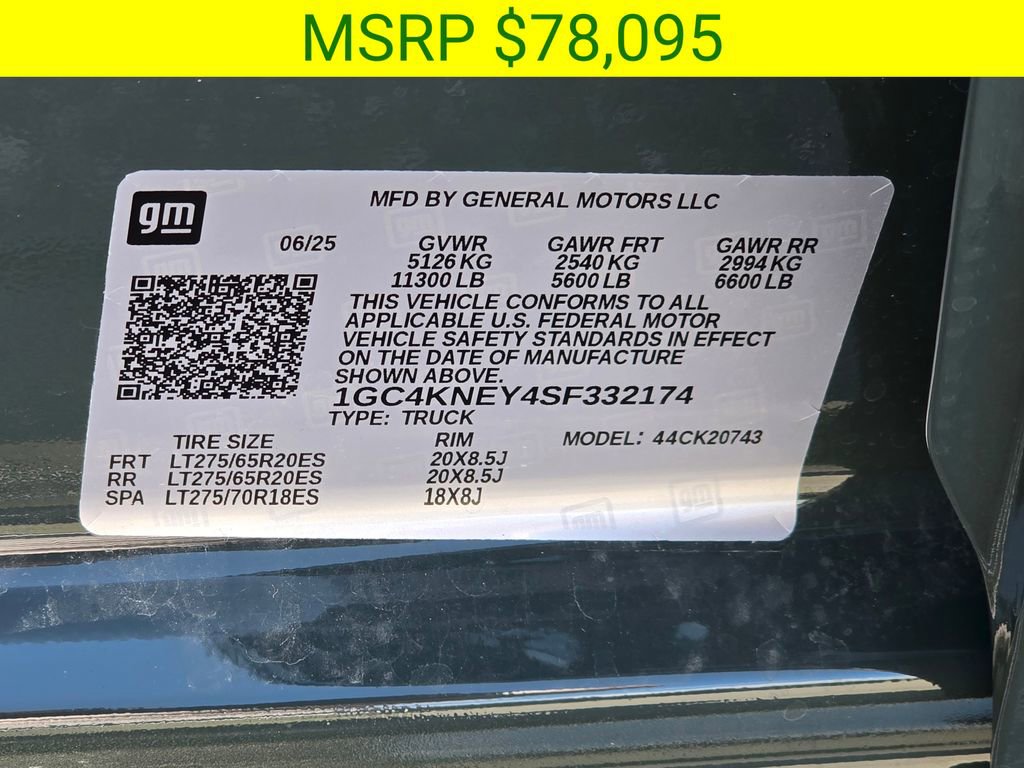 MSRP $78,095
gm
MFD BY GENERAL MOTORS LLC
06/25 GVWR GAWR FRT GAWR RR
5126 KG 2540 KG 2994 KG
11300 LB 5600 LB 6600 LB
THIS VEHICLE CONFORMS TO ALL
APPLICABLE U.S. FEDERAL MOTOR
VEHICLE SAFETY STANDARDS IN EFFECT
ON THE DATE OF MANUFACTURE
SHOWN ABOVE.
1GC4KNEY4SF332174
TYPE: TRUCK
TIRE SIZE RIM MODEL: 44CK20743
FRT LT275/65R20ES 20X8.5J
RR LT275/65R20ES 20X8.5J
SPA LT275/70R18ES 18X8J